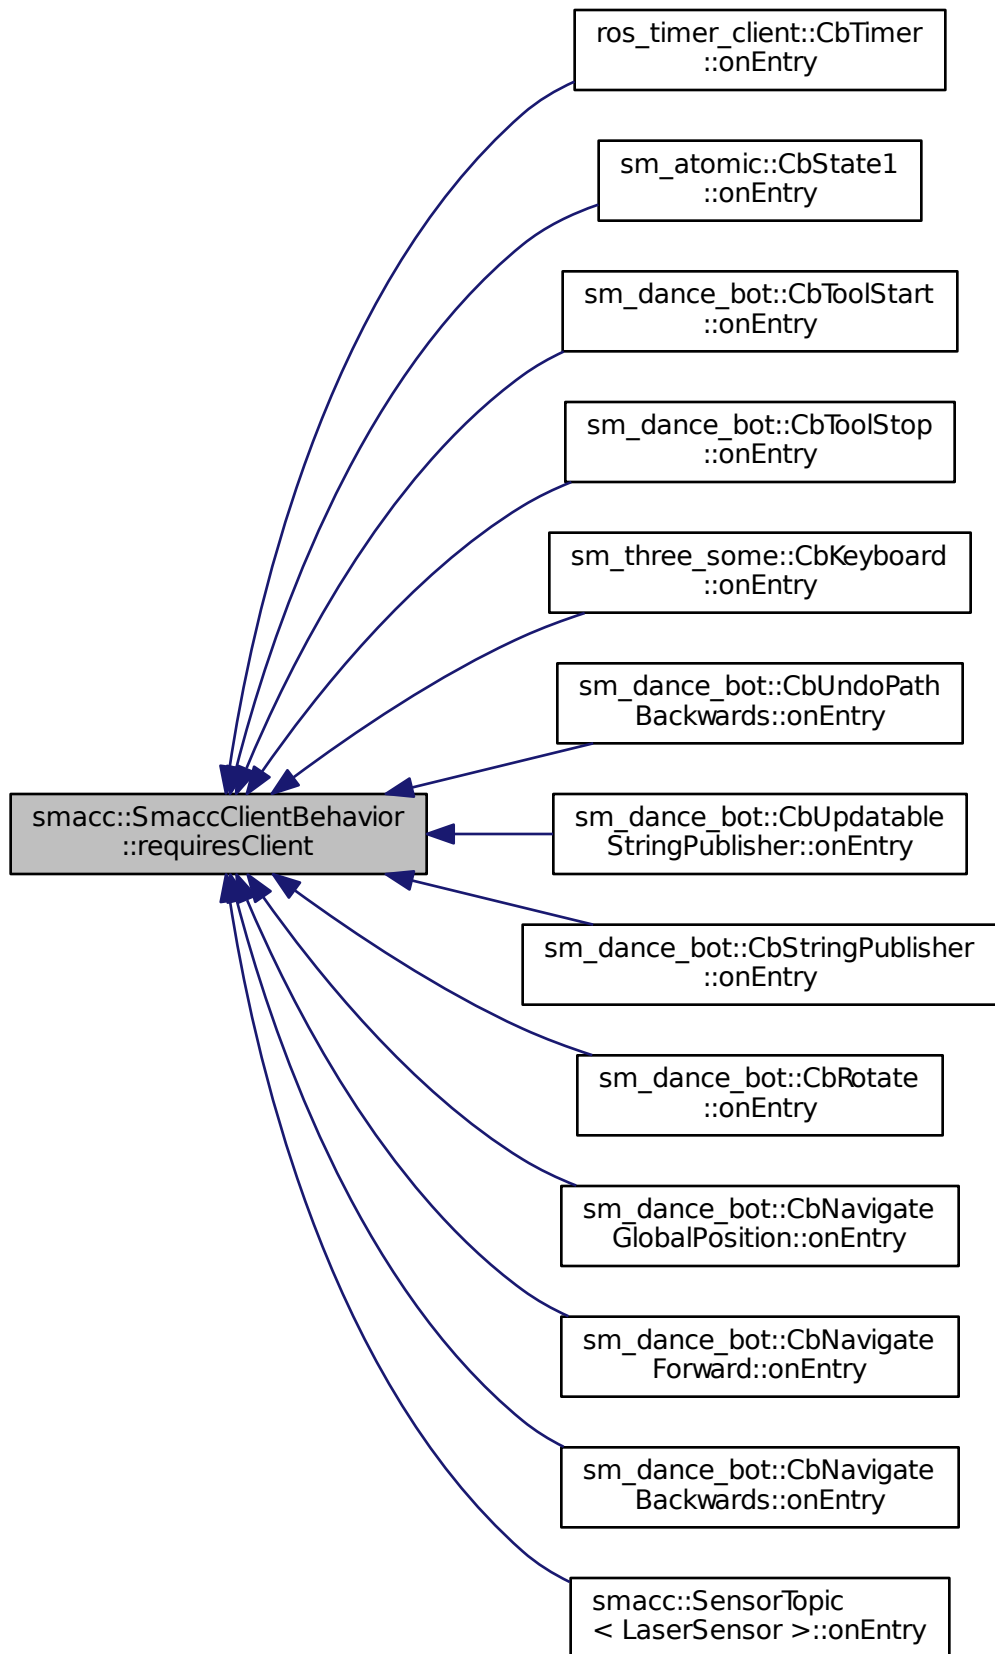 ros_timer_client::CbTimer
::onEntry
sm_atomic::CbState1
::onEntry
sm_dance_bot::CbToolStart
::onEntry
sm_dance_bot::CbToolStop
::onEntry
sm_three_some::CbKeyboard
::onEntry
sm_dance_bot::CbUndoPath
Backwards::onEntry
smacc::SmaccClientBehavior
::requiresClient
sm_dance_bot::CbUpdatable
StringPublisher::onEntry
sm_dance_bot::CbStringPublisher
::onEntry
sm_dance_bot::CbRotate
::onEntry
sm_dance_bot::CbNavigate
GlobalPosition::onEntry
sm_dance_bot::CbNavigate
Forward::onEntry
sm_dance_bot::CbNavigate
Backwards::onEntry
smacc::SensorTopic
< LaserSensor >::onEntry